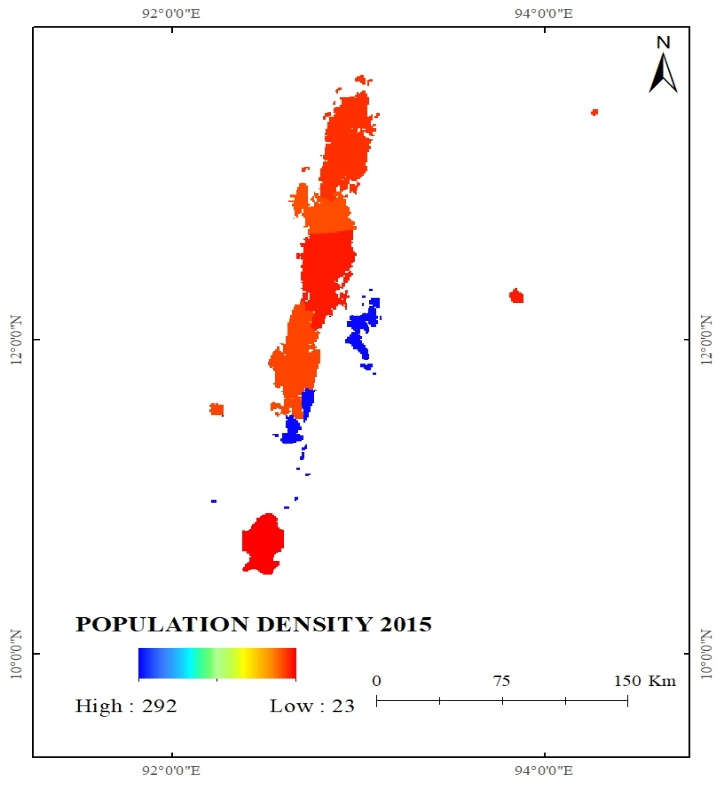 92°0'0"E 94°0'0"E
N
12°0'0"N 12°0'0"N
POPULATION DENSITY 2015
10°0'0"N 10°0'0"N
0 75 150 Km
High : 292 Low : 23
92°0'0"E 94°0'0"E